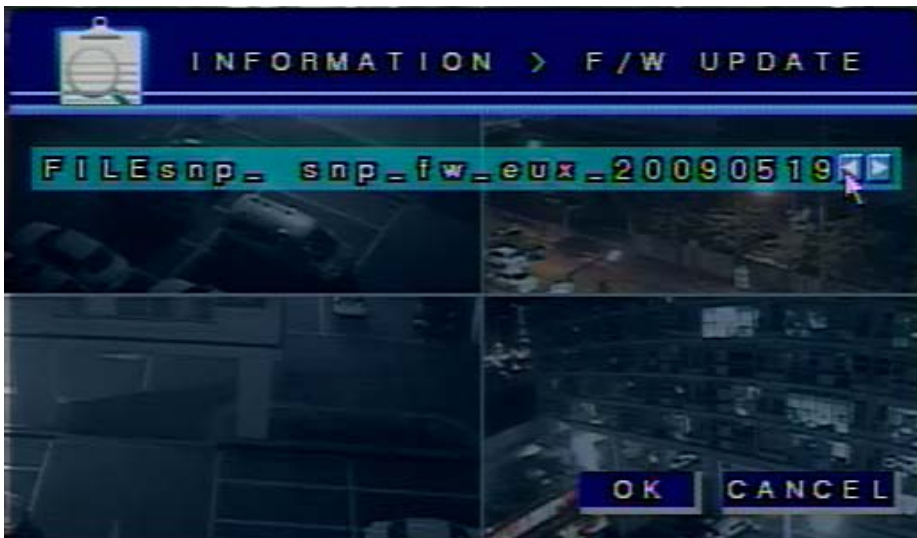 INFORMATION > F/W UPDATE
FILEsnp_ snp_fw_eux_20090519
OK CANCEL